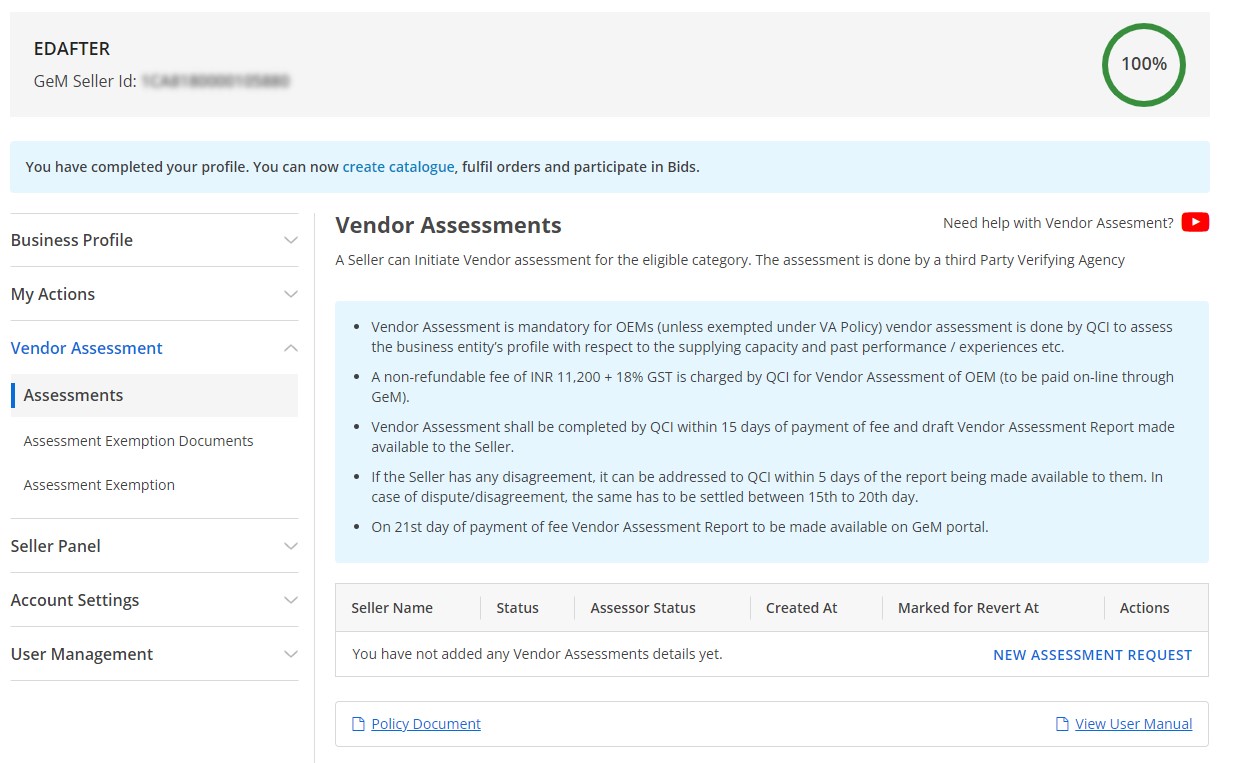 EDAFTER
GeM Seller Id:
100%
You have completed your profile. You can now create catalogue, fulfil orders and participate in Bids.
Business Profile
My Actions
Vendor Assessment
Assessments
Assessment Exemption Documents
Assessment Exemption
Seller Panel
Account Settings
User Management
Vendor Assessments
Need help with Vendor Assesment?
A Seller can Initiate Vendor assessment for the eligible category. The assessment is done by a third Party Verifying Agency
• Vendor Assessment is mandatory for OEMs (unless exempted under VA Policy) vendor assessment is done by QCI to assess
the business entity's profile with respect to the supplying capacity and past performance / experiences etc.
• A non-refundable fee of INR 11,200 + 18% GST is charged by QCI for Vendor Assessment of OEM (to be paid on-line through
GeM).
• Vendor Assessment shall be completed by QCI within 15 days of payment of fee and draft Vendor Assessment Report made
available to the Seller.
• If the Seller has any disagreement, it can be addressed to QCI within 5 days of the report being made available to them. In
case of dispute/disagreement, the same has to be settled between 15th to 20th day.
• On 21st day of payment of fee Vendor Assessment Report to be made available on GeM portal.
Seller Name Status Assessor Status Created At Marked for Revert At Actions
You have not added any Vendor Assessments details yet. NEW ASSESSMENT REQUEST
Policy Document View User Manual